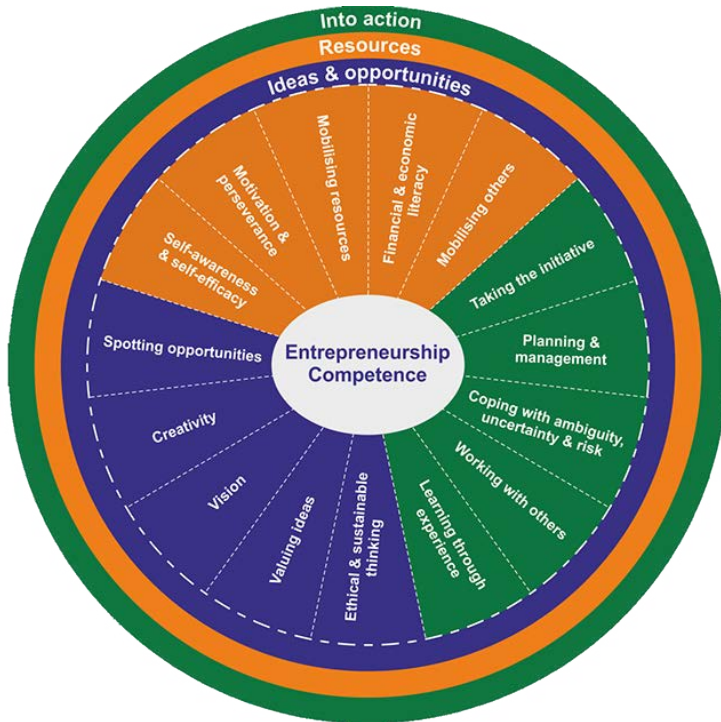 Into action
Resources
Ideas & opportunities
Mobilising resources
Financial & economic
literacy
Motivation &
perseverance
Mobilising others
Self-awareness
& self-efficacy
Taking the initiative
Spotting opportunities
Entrepreneurship
Competence
Planning &
management
Creativity
Coping with ambiguity,
uncertainty & risk
Vision
Working with others
Valuing ideas
Ethical & sustainable
thinking
Learning through
experience